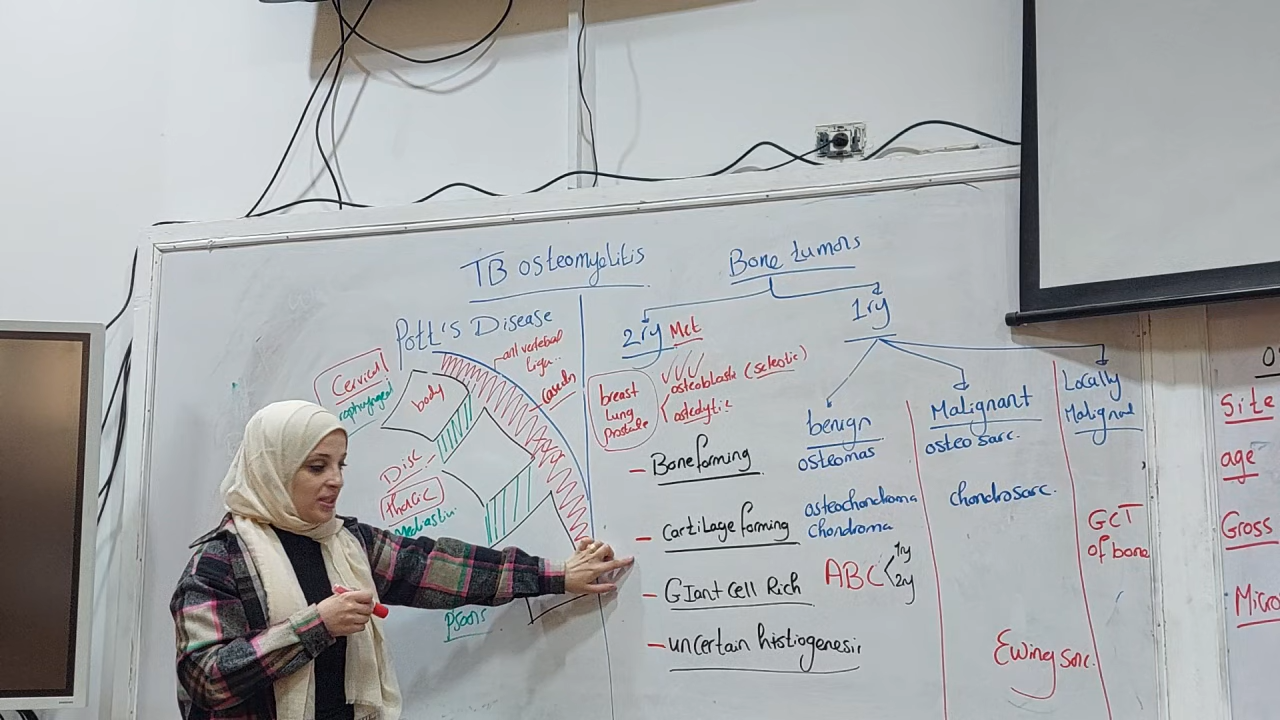 TB osteomyelitis
Pott's Disease
ant vertebral
liga..
Cervical
body
Disc
thoracic
Mediastin.
Psoas
Bone tumors
2ry Met
1ry
breast
lung
prostate
osteoblastic (sclerotic)
osteolytic
benign
osteomas
Malignant
osteo sarc.
Locally
Malignant
- Bone forming
- Cartilage forming
osteochondroma
Chondroma
chondrosarc.
- Giant cell Rich
ABC
1ry
2ry
GCT
of bone
- uncertain histiogenesis
Ewing sarc.
Site
age
Gross
Micro